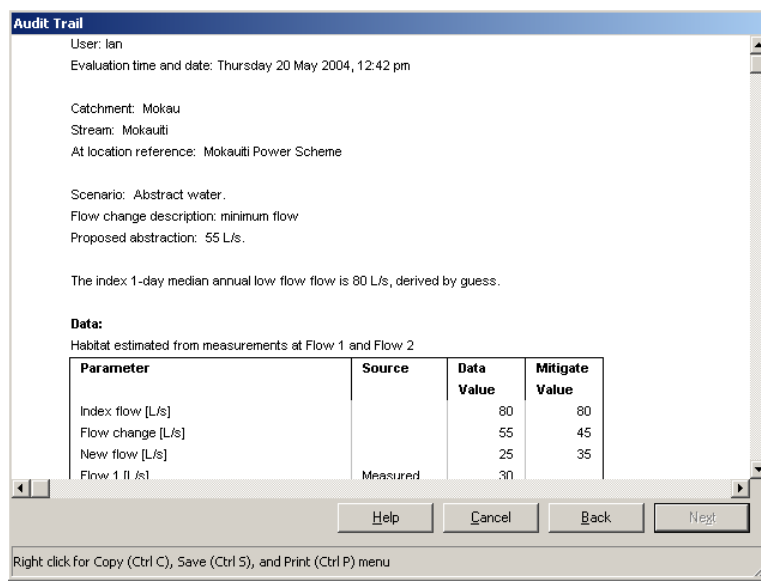 Audit Trail
User: Ian
Evaluation time and date: Thursday 20 May 2004, 12:42 pm
Catchment: Mokau
Stream: Mokauiti
At location reference: Mokauiti Power Scheme
Scenario: Abstract water.
Flow change description: minimum flow
Proposed abstraction: 55 L/s.
The index 1-day median annual low flow flow is 80 L/s, derived by guess.
Data:
Habitat estimated from measurements at Flow 1 and Flow 2
Parameter Source Data Mitigate
Value Value
Index flow [L/s] 80 80
Flow change [L/s] 55 45
New flow [L/s] 25 35
Flow 1 [L/s] Measured 30
Help Cancel Back Next
Right click for Copy (Ctrl C), Save (Ctrl S), and Print (Ctrl P) menu